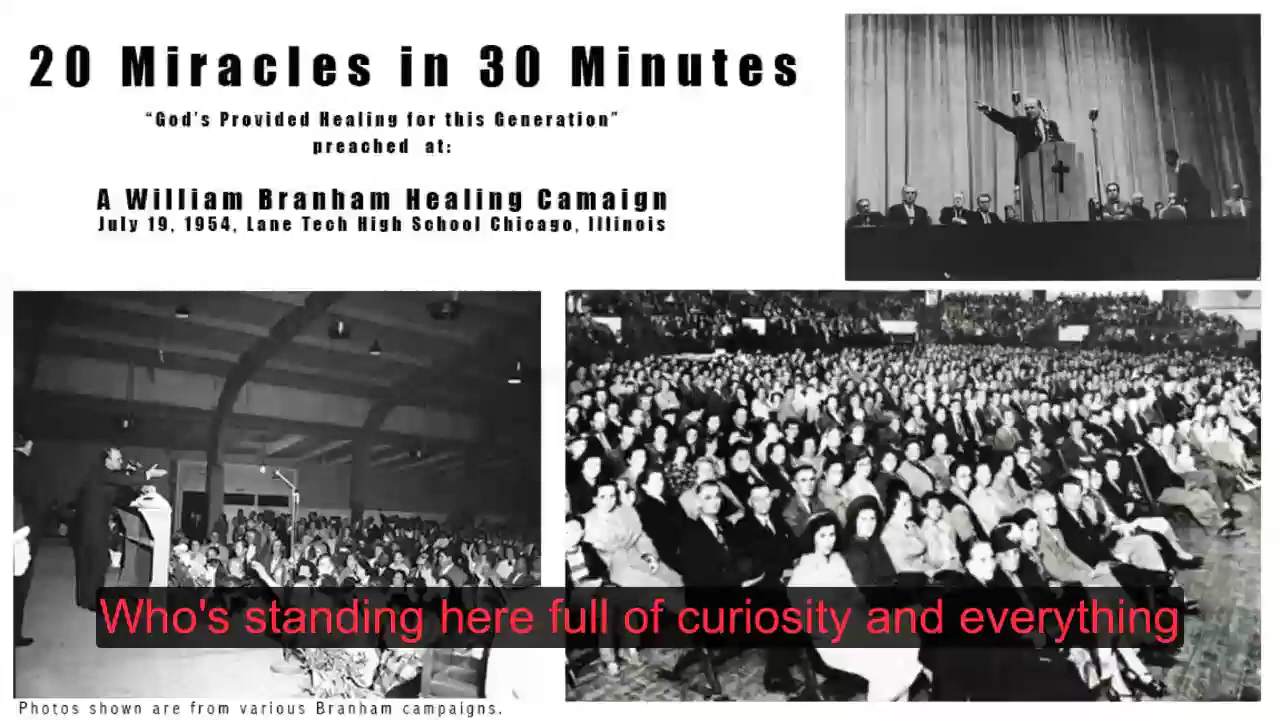 20 Miracles in 30 Minutes
“God's Provided Healing for this Generation”
preached at:
A William Branham Healing Camaign
July 19, 1954, Lane Tech High School Chicago, Illinois
Who's standing here full of curiosity and everything
Photos shown are from various Branham campaigns.